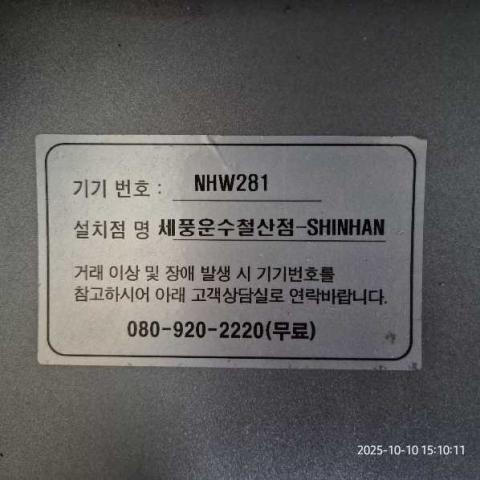 기기 번호 : NHW281
설치점 명 세풍운수철산점-SHINHAN
거래 이상 및 장애 발생 시 기기번호를
참고하시어 아래 고객상담실로 연락바랍니다.
080-920-2220(무료)
2025-10-10 15:10:11